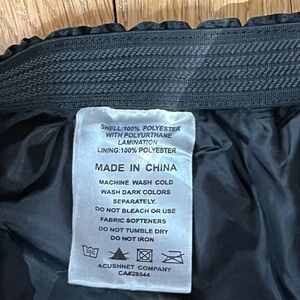 SHELL:100% POLYESTER
WITH POLYURETHANE
LAMINATION
LINING:100% POLYESTER
MADE IN CHINA
MACHINE WASH COLD
WASH DARK COLORS
SEPARATELY.
DO NOT BLEACH OR USE
FABRIC SOFTENERS
DO NOT TUMBLE DRY
DO NOT IRON
ACUSHNET COMPANY
CA#28544